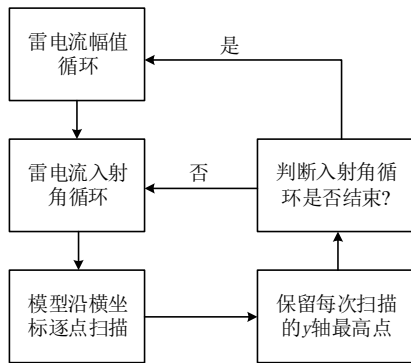 雷电流幅值
循环
是
雷电流入射
角循环
否
判断入射角循
环是否结束?
模型沿横坐
标逐点扫描
保留每次扫描
的y轴最高点